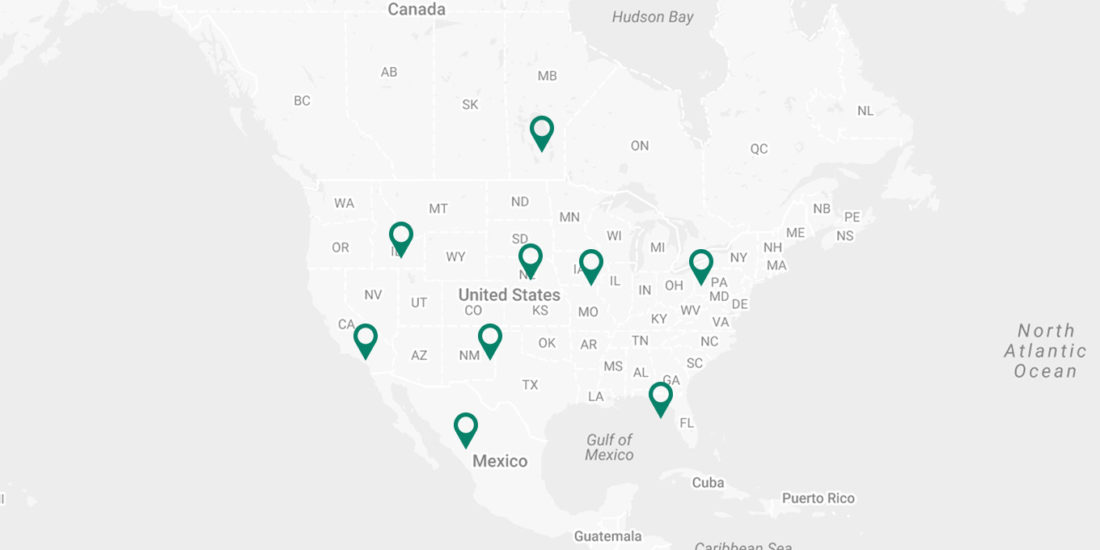 Canada
Hudson Bay
AB
MB
BC
SK
NL
ON
QC
WA
MT
ND
MN
NB
PE
OR
SD
WI
MI
ME
NS
NH
WY
IA
IL
NY
MA
NV
UT
United States
IN
OH
PA
MD
DE
CO
KS
MO
KY
WV
VA
CA
AZ
NM
OK
AR
TN
NC
North
Atlantic
Ocean
TX
MS
AL
GA
SC
LA
FL
Gulf of
Mexico
Mexico
Cuba
Puerto Rico
Guatemala
Caribbean Sea